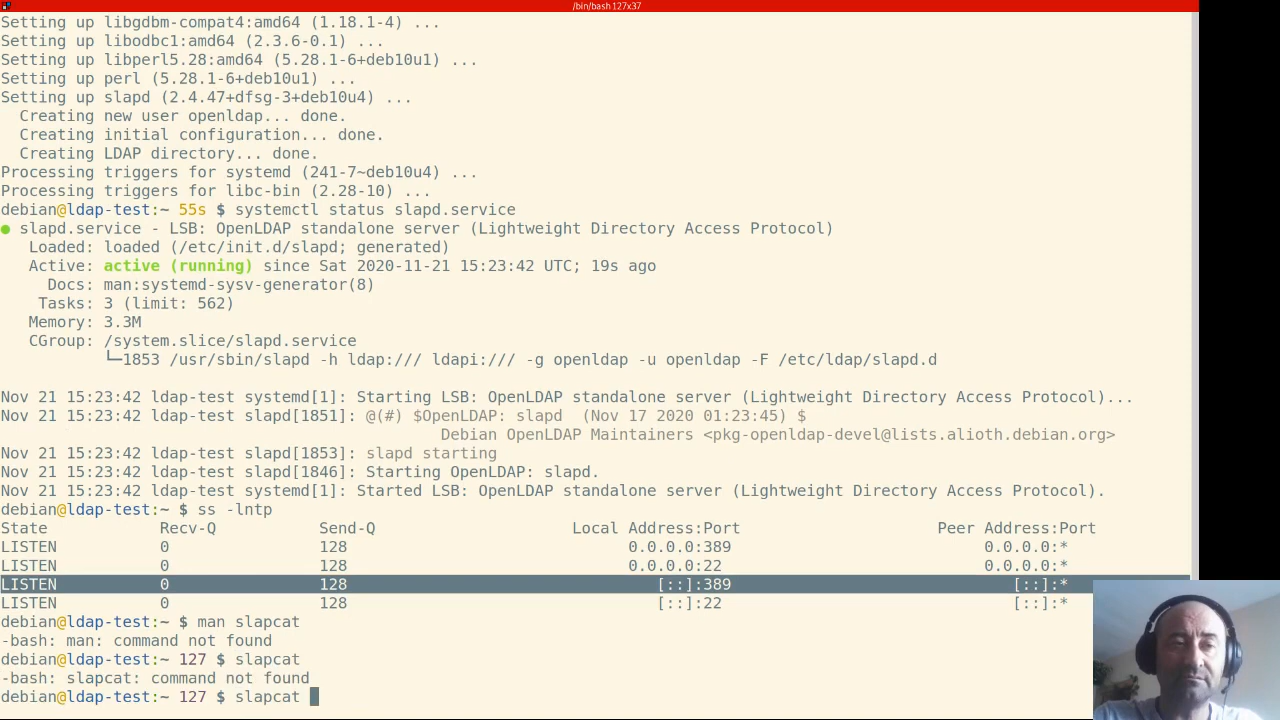 /bin/bash 127x37
Setting up libgdbm-compat4:amd64 (1.18.1-4) ...
Setting up libodbc1:amd64 (2.3.6-0.1) ...
Setting up libperl5.28:amd64 (5.28.1-6+deb10u1) ...
Setting up perl (5.28.1-6+deb10u1) ...
Setting up slapd (2.4.47+dfsg-3+deb10u4) ...
  Creating new user openldap... done.
  Creating initial configuration... done.
  Creating LDAP directory... done.
Processing triggers for systemd (241-7~deb10u4) ...
Processing triggers for libc-bin (2.28-10) ...
debian@ldap-test:~ 55s $ systemctl status slapd.service
● slapd.service - LSB: OpenLDAP standalone server (Lightweight Directory Access Protocol)
   Loaded: loaded (/etc/init.d/slapd; generated)
   Active: active (running) since Sat 2020-11-21 15:23:42 UTC; 19s ago
     Docs: man:systemd-sysv-generator(8)
    Tasks: 3 (limit: 562)
   Memory: 3.3M
   CGroup: /system.slice/slapd.service
           └─1853 /usr/sbin/slapd -h ldap:/// ldapi:/// -g openldap -u openldap -F /etc/ldap/slapd.d
Nov 21 15:23:42 ldap-test systemd[1]: Starting LSB: OpenLDAP standalone server (Lightweight Directory Access Protocol)...
Nov 21 15:23:42 ldap-test slapd[1851]: @(#) $OpenLDAP: slapd  (Nov 17 2020 01:23:45) $
                                               Debian OpenLDAP Maintainers <pkg-openldap-devel@lists.alioth.debian.org>
Nov 21 15:23:42 ldap-test slapd[1853]: slapd starting
Nov 21 15:23:42 ldap-test slapd[1846]: Starting OpenLDAP: slapd.
Nov 21 15:23:42 ldap-test systemd[1]: Started LSB: OpenLDAP standalone server (Lightweight Directory Access Protocol).
debian@ldap-test:~ $ ss -lntp
State            Recv-Q           Send-Q                     Local Address:Port                     Peer Address:Port
LISTEN           0                128                              0.0.0.0:389                           0.0.0.0:*
LISTEN           0                128                              0.0.0.0:22                            0.0.0.0:*
LISTEN           0                128                                 [::]:389                              [::]:*
LISTEN           0                128                                 [::]:22                               [::]:*
debian@ldap-test:~ $ man slapcat
-bash: man: command not found
debian@ldap-test:~ 127 $ slapcat
-bash: slapcat: command not found
debian@ldap-test:~ 127 $ slapcat